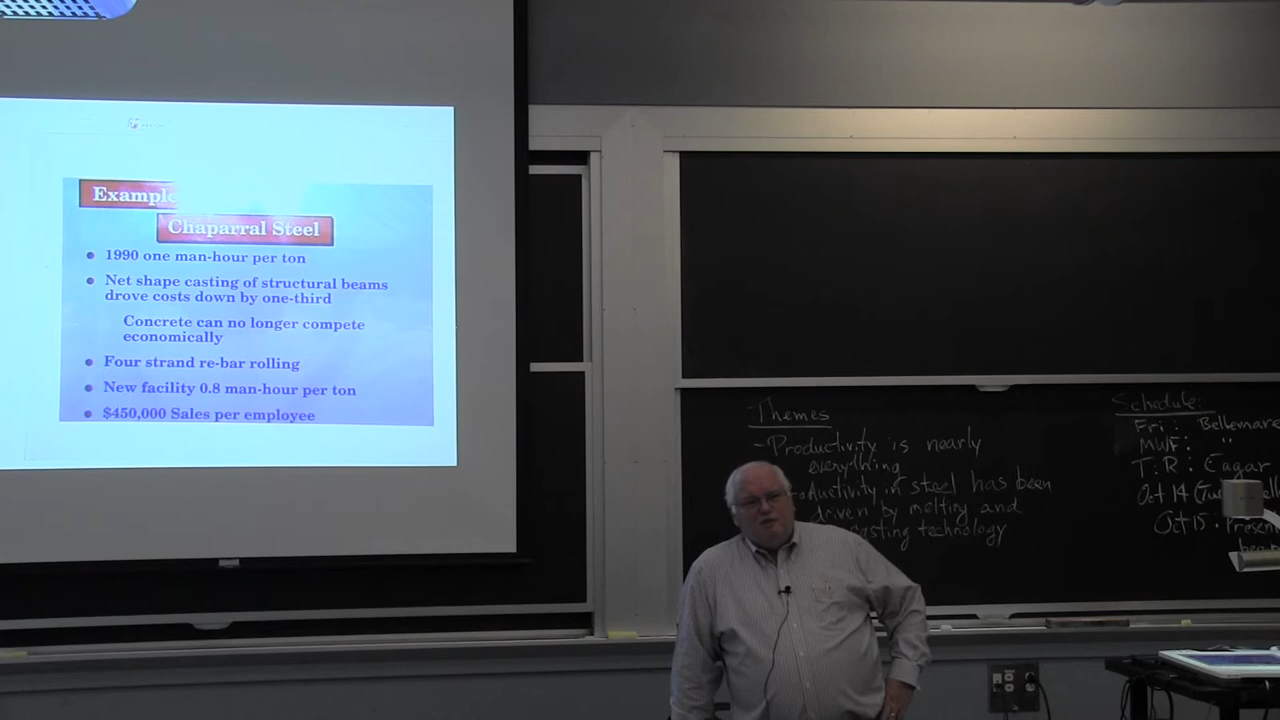 Example
Chaparral Steel
• 1990 one man-hour per ton
• Net shape casting of structural beams
drove costs down by one-third
Concrete can no longer compete
economically
• Four strand re-bar rolling
• New facility 0.8 man-hour per ton
• $450,000 Sales per employee
Themes
- Productivity is nearly
everything
ductivity in steel has been
driven by melting and
casting technology
Schedule:
Fri: Bellemare
MWF: "
T:R: Eagar
Oct 14 (Tu
Oct 15: Presen